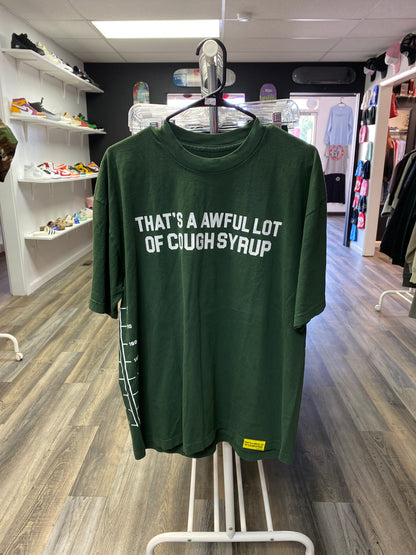 THAT'S A AWFUL LOT
OF COUGH SYRUP